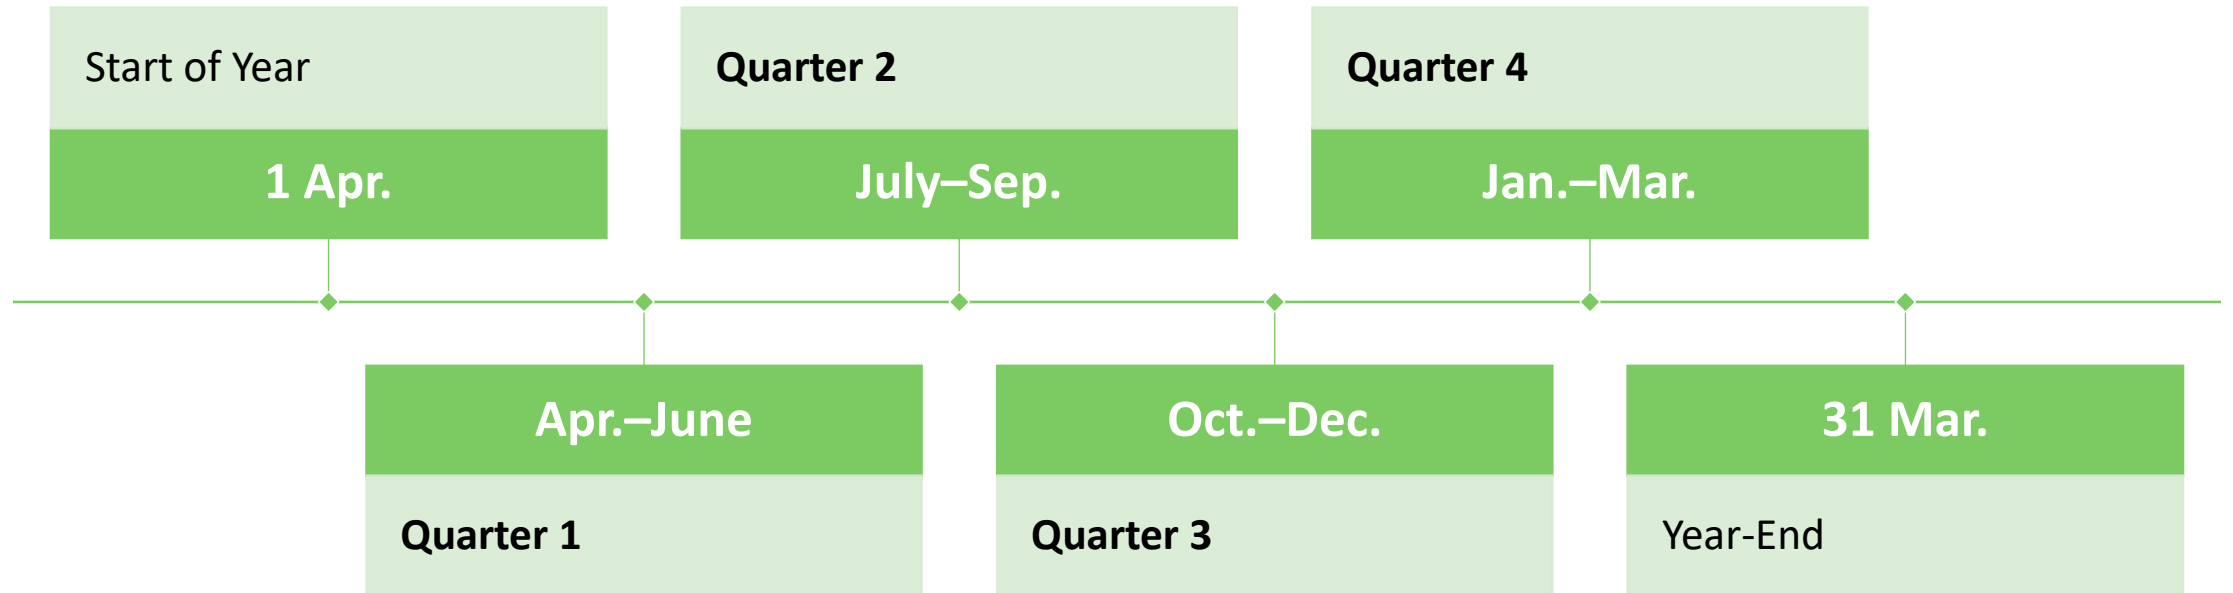 Start of Year
1 Apr.
Quarter 2
July–Sep.
Quarter 4
Jan.–Mar.
Apr.–June
Quarter 1
Oct.–Dec.
Quarter 3
31 Mar.
Year-End